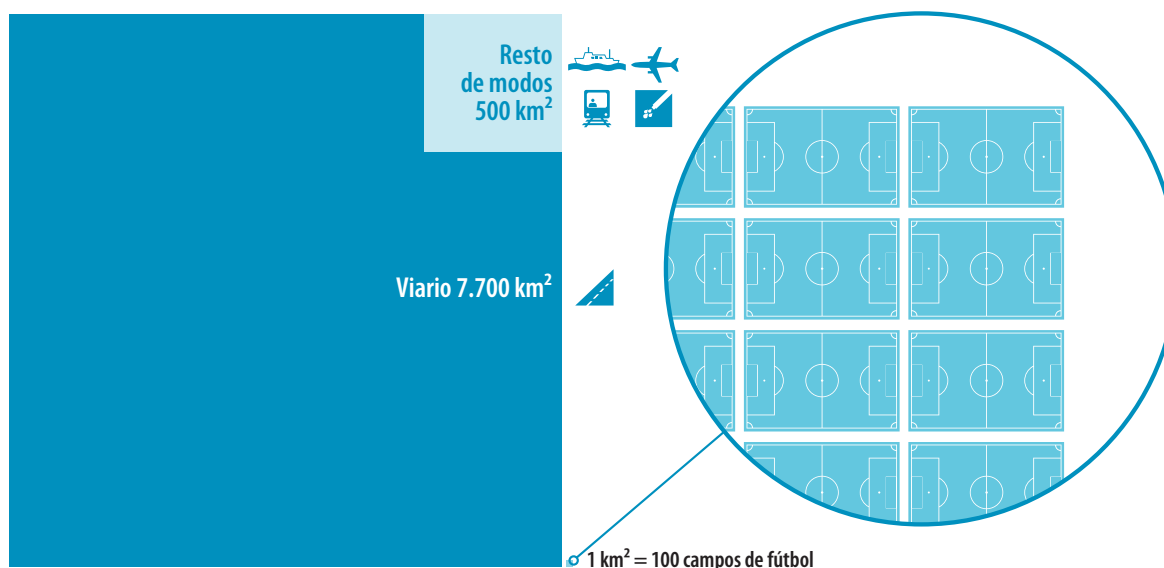 Resto
de modos
500 km²
Viario 7.700 km²
1 km² = 100 campos de fútbol